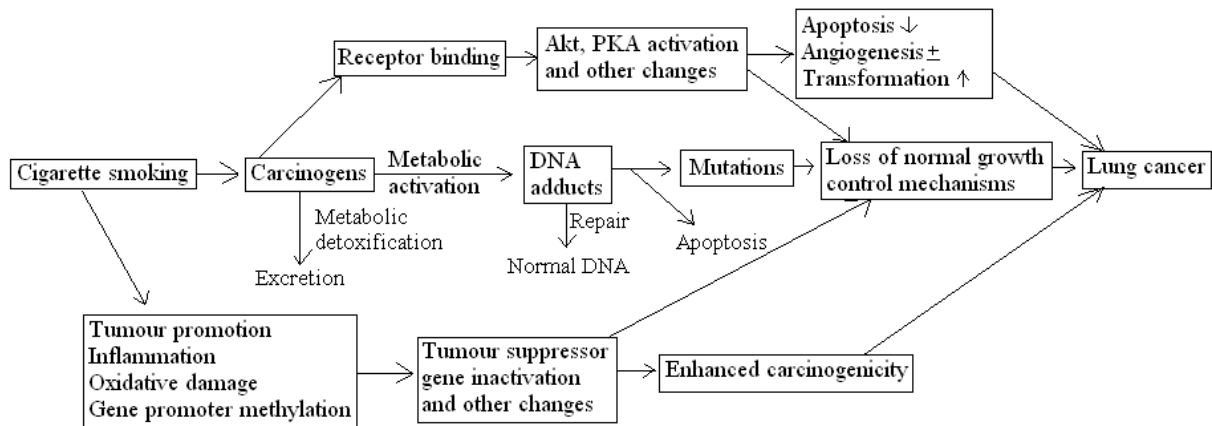 Receptor binding
Akt, PKA activation
and other changes
Apoptosis ↓
Angiogenesis ±
Transformation ↑
Cigarette smoking
Carcinogens
Metabolic
activation
DNA
adducts
Mutations
Loss of normal growth
control mechanisms
Lung cancer
Metabolic
detoxification
Excretion
Repair
Normal DNA
Apoptosis
Tumour promotion
Inflammation
Oxidative damage
Gene promoter methylation
Tumour suppressor
gene inactivation
and other changes
Enhanced carcinogenicity